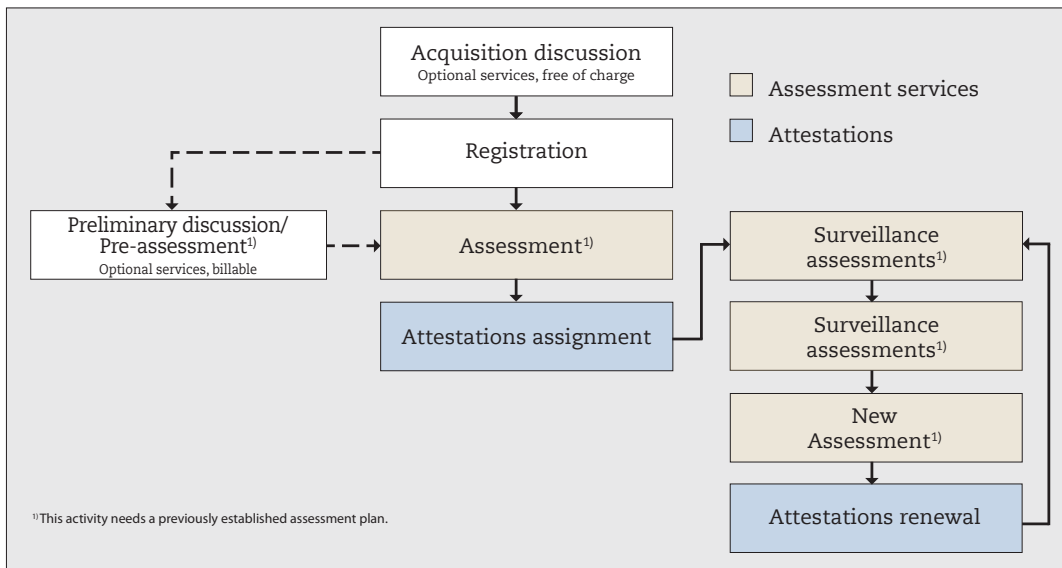 Acquisition discussion
Optional services, free of charge
Assessment services
Attestations
Registration
Preliminary discussion/
Pre-assessment¹⁾
Optional services, billable
Assessment¹⁾
Surveillance
assessments¹⁾
Attestations assignment
Surveillance
assessments¹⁾
New
Assessment¹⁾
Attestations renewal
¹⁾ This activity needs a previously established assessment plan.